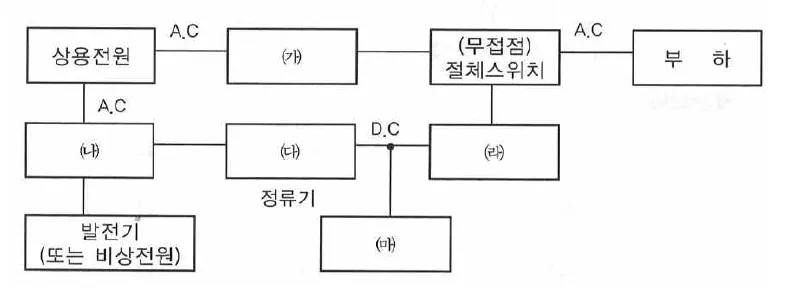 상용전원
A.C
㈎
(무접점)
절체스위치
A.C
부 하
A.C
㈏
㈐
D.C
㈑
정류기
발전기
(또는 비상전원)
㈒